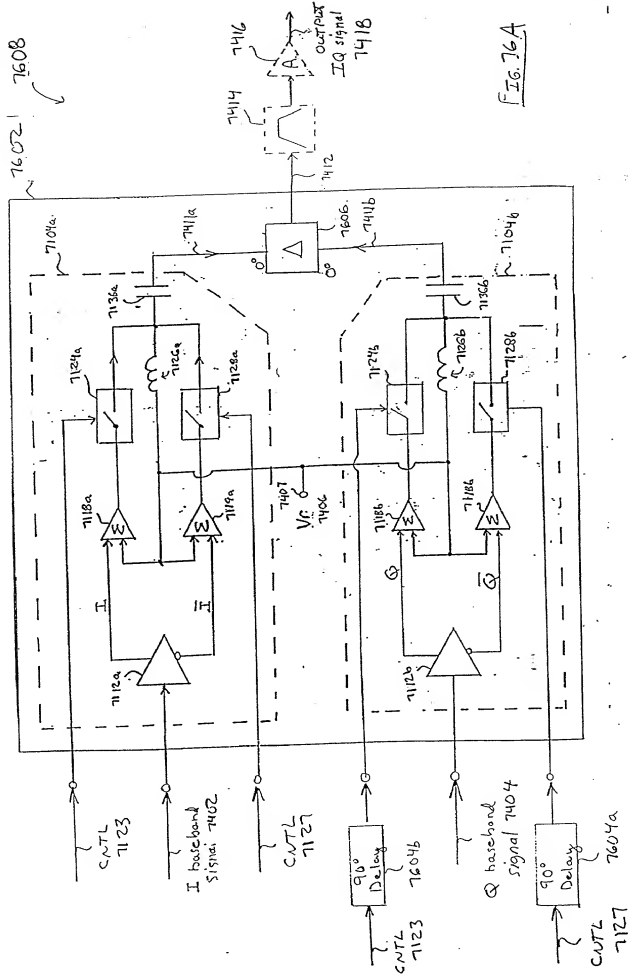 7608
7602
7416
A
OUTPUT
IQ signal
7418
7414
7412
FIG. 76A
7104a
7411a
7606
Δ
0°
0°
7411b
7104b
7136a
7136b
7124a
7126a
7128a
7124b
7126b
7128b
7118a
Σ
7119a
Σ
7407
Vr
7406
7118b
Σ
7118b
Σ
I
I
Q
Q
7112a
7112b
CNTL
7123
I baseband
signal 7402
CNTL
7127
90°
Delay
7604b
CNTL
7123
Q baseband
signal 7404
90°
Delay
7604a
CNTL
7127